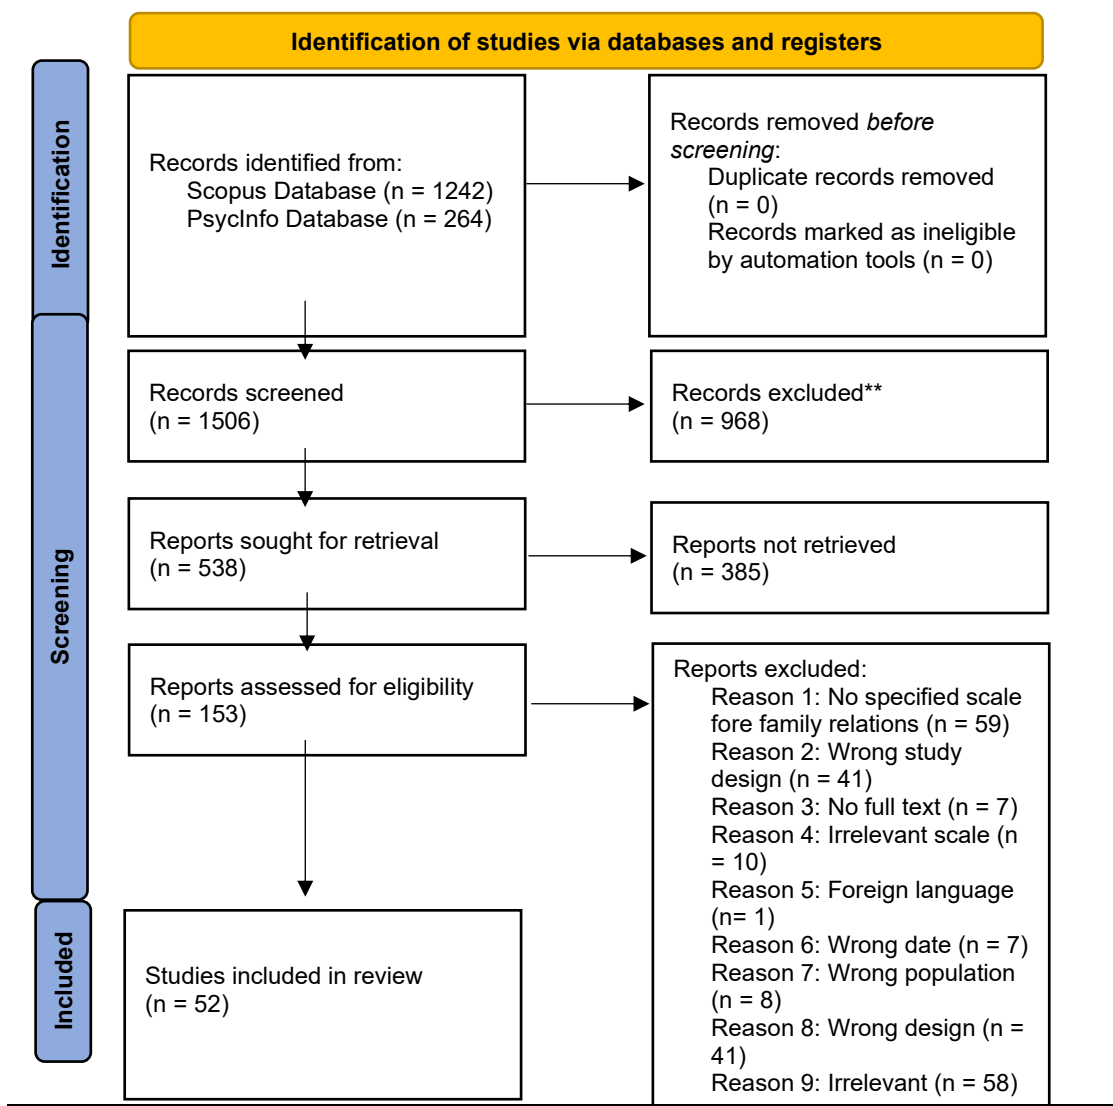 Identification of studies via databases and registers
Identification
Records identified from:
Scopus Database (n = 1242)
PsycInfo Database (n = 264)
Records removed before
screening:
Duplicate records removed
(n = 0)
Records marked as ineligible
by automation tools (n = 0)
Screening
Records screened
(n = 1506)
Records excluded**
(n = 968)
Reports sought for retrieval
(n = 538)
Reports not retrieved
(n = 385)
Reports assessed for eligibility
(n = 153)
Reports excluded:
Reason 1: No specified scale
fore family relations (n = 59)
Reason 2: Wrong study
design (n = 41)
Reason 3: No full text (n = 7)
Reason 4: Irrelevant scale (n
= 10)
Reason 5: Foreign language
(n= 1)
Reason 6: Wrong date (n = 7)
Reason 7: Wrong population
(n = 8)
Reason 8: Wrong design (n =
41)
Reason 9: Irrelevant (n = 58)
Included
Studies included in review
(n = 52)